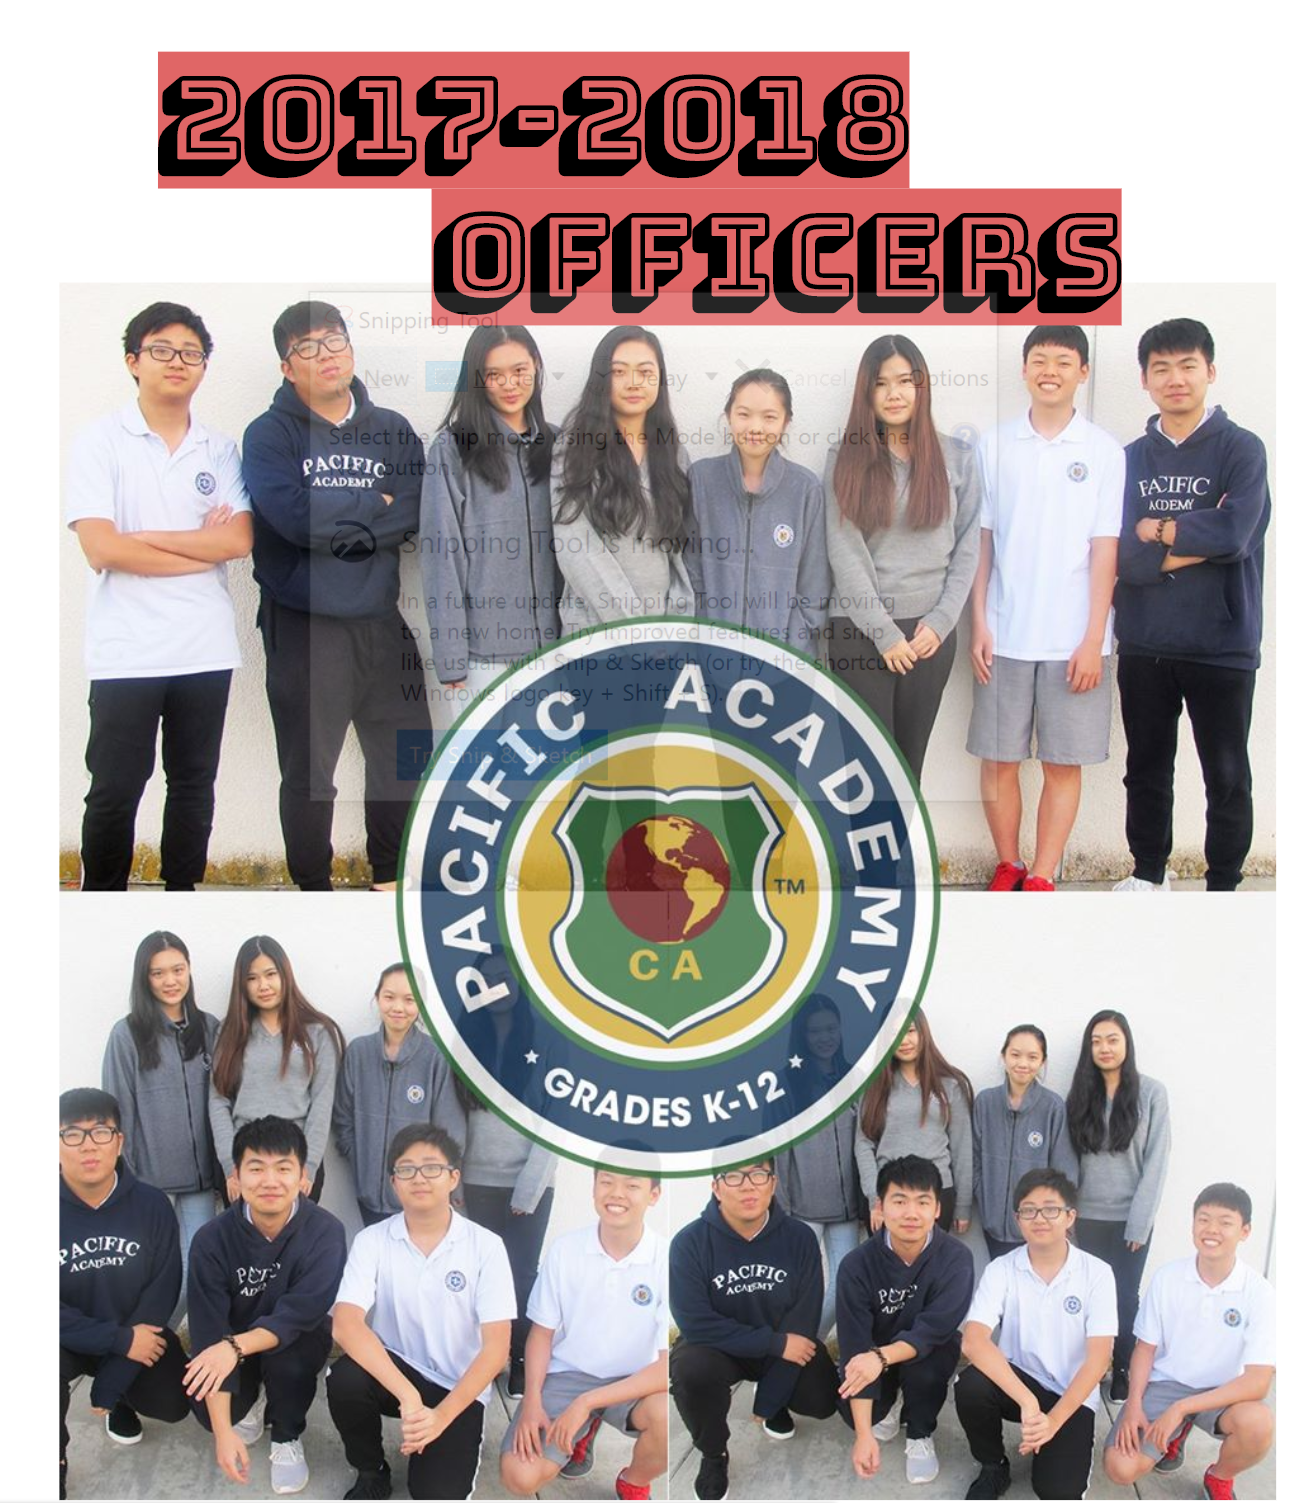 2017-2018
OFFICERS
Snipping Tool
New Mode Delay Cancel Options
Select the snip mode using the Mode button or click the
New button.
PACIFIC
ACADEMY
PACIFIC
ACADEMY
Snipping Tool is moving...
In a future update, Snipping Tool will be moving
to a new home. Try improved features and snip
like usual with Snip & Sketch (or try the shortcut
Windows logo key + Shift + S).
Try Snip & Sketch
PACIFIC ACADEMY
TM
CA
GRADES K-12
PACIFIC
ACADEMY
PACIFIC
ACADEMY